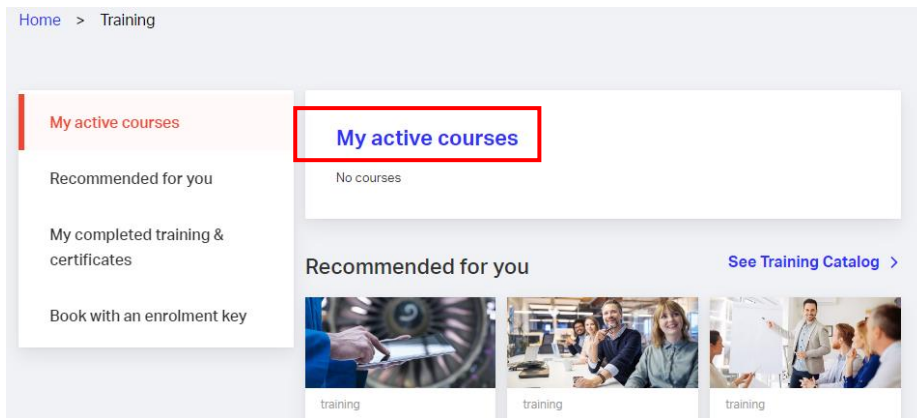 Home > Training
My active courses
Recommended for you
My completed training &
certificates
Book with an enrolment key
My active courses
No courses
Recommended for you
See Training Catalog >
training
training
training